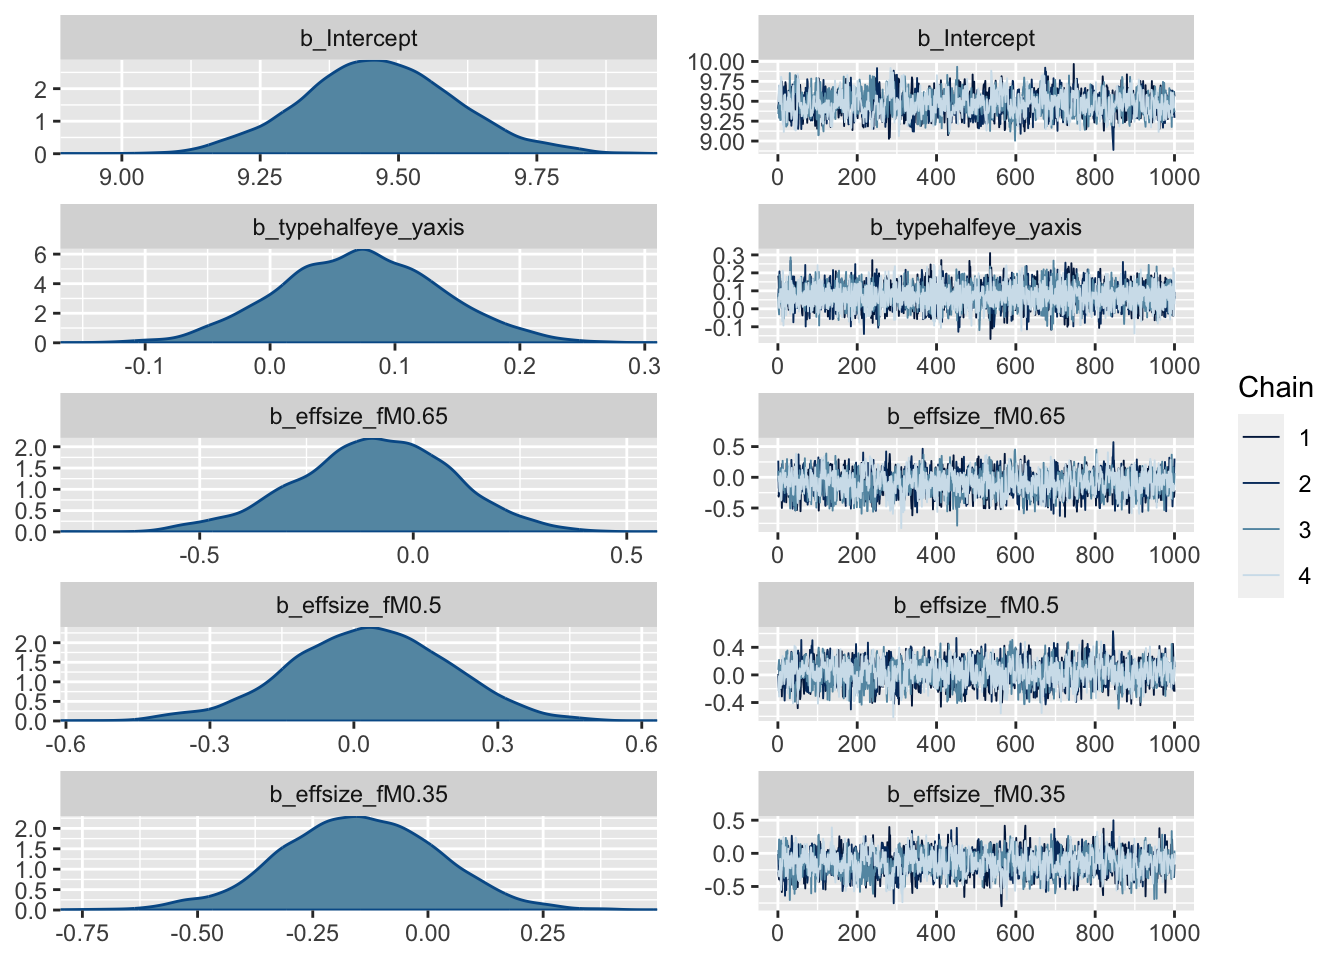 b_Intercept
2
1
0
9.00 9.25 9.50 9.75
b_Intercept
10.00
9.75
9.50
9.25
9.00
0 200 400 600 800 1000
b_typehalfeye_yaxis
6
4
2
0
-0.1 0.0 0.1 0.2 0.3
b_typehalfeye_yaxis
0.3
0.2
0.1
0.0
-0.1
0 200 400 600 800 1000
b_effsize_fM0.65
2.0
1.5
1.0
0.5
0.0
-0.5 0.0 0.5
b_effsize_fM0.65
0.5
0.0
-0.5
0 200 400 600 800 1000
b_effsize_fM0.5
2.0
1.5
1.0
0.5
0.0
-0.6 -0.3 0.0 0.3 0.6
b_effsize_fM0.5
0.4
0.0
-0.4
0 200 400 600 800 1000
b_effsize_fM0.35
2.0
1.5
1.0
0.5
0.0
-0.75 -0.50 -0.25 0.00 0.25
b_effsize_fM0.35
0.5
0.0
-0.5
0 200 400 600 800 1000
Chain
1
2
3
4